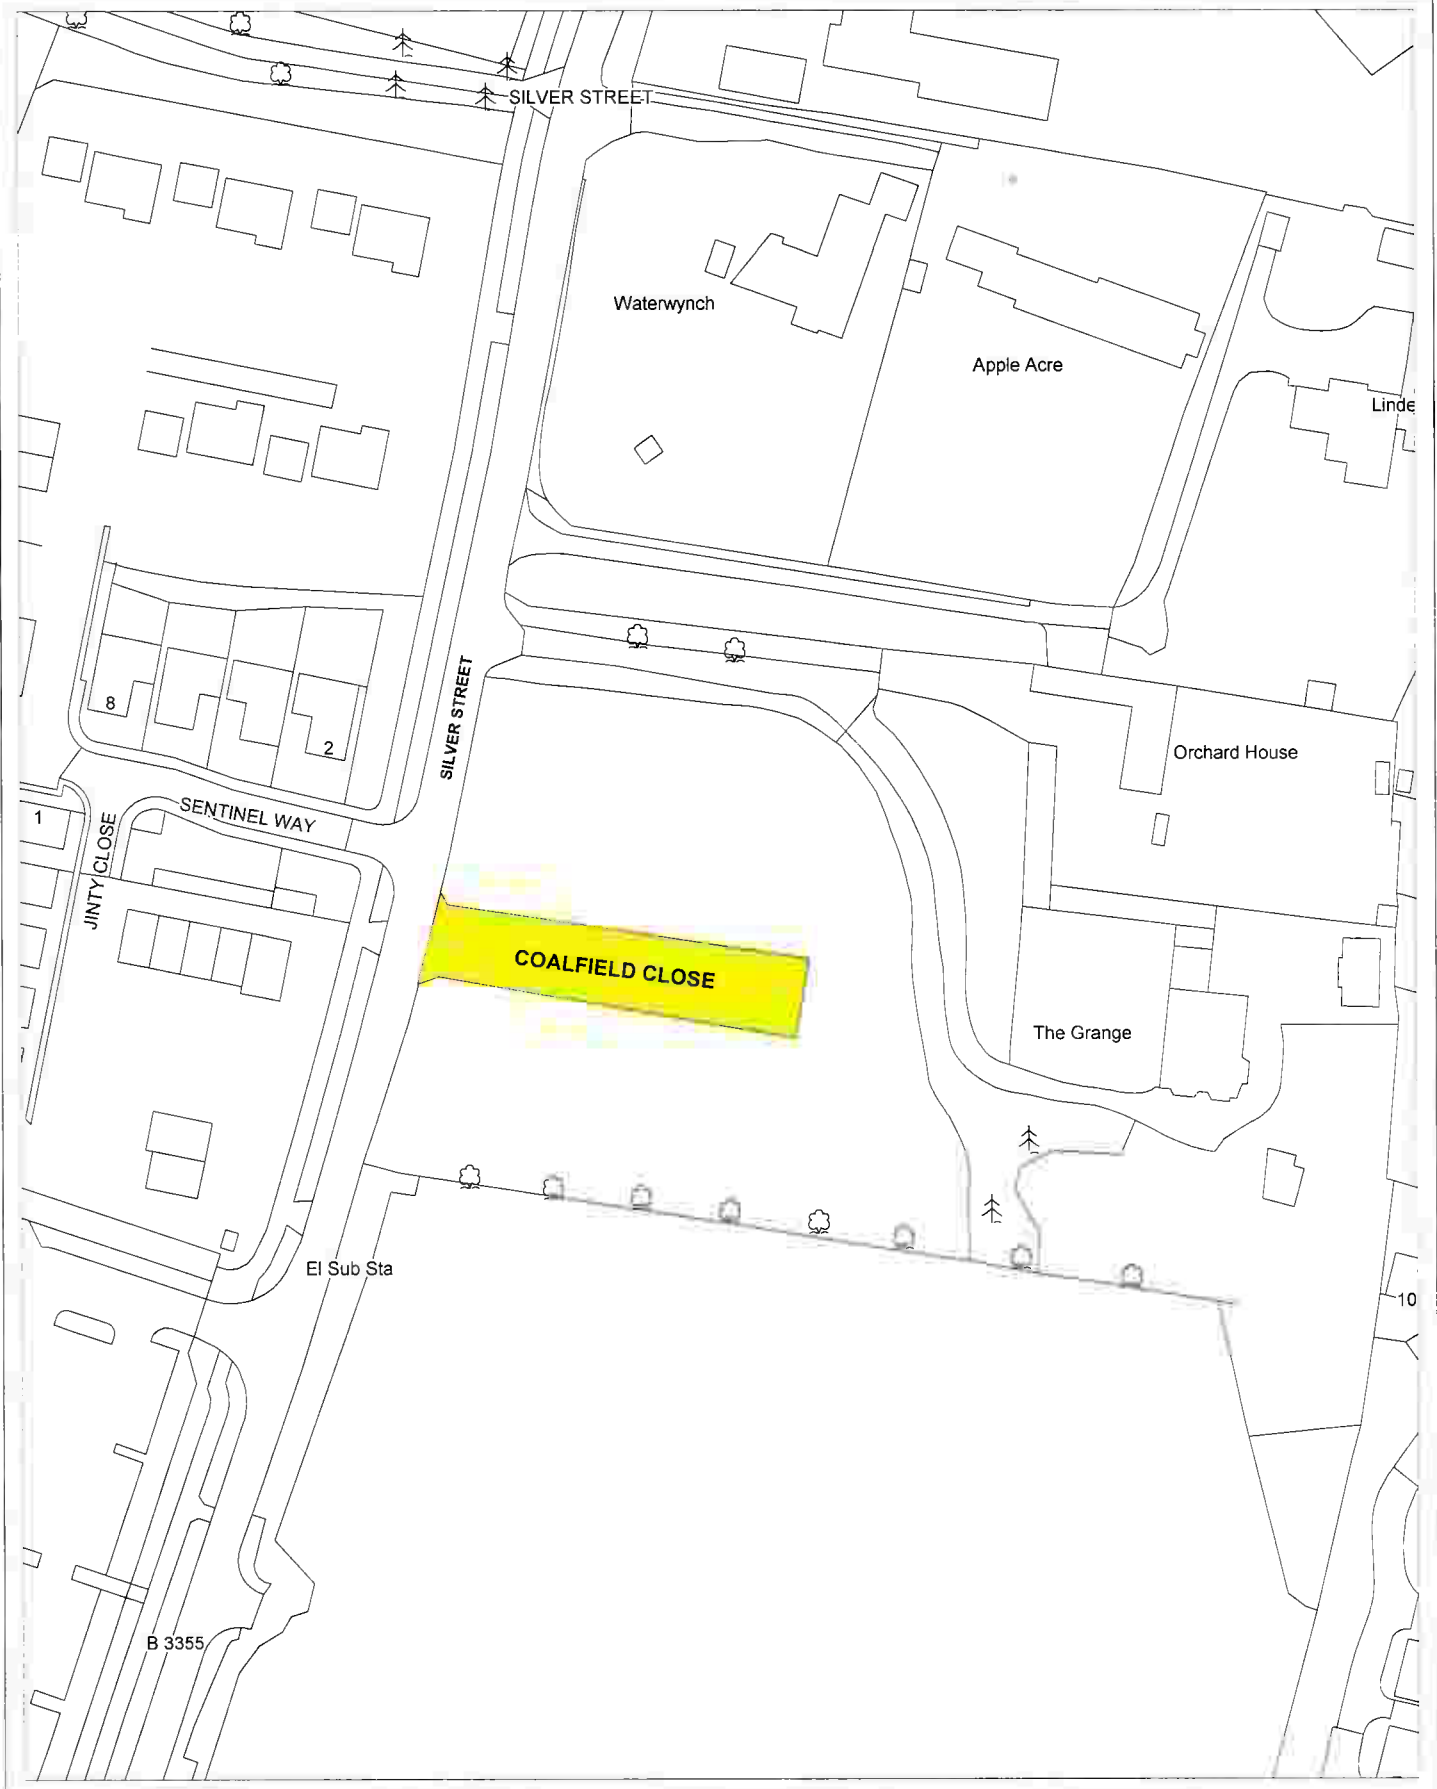 SILVER STREET
Waterwynch
Apple Acre
Linde
SILVER STREET
8
2
Orchard House
SENTINEL WAY
1
JINTY CLOSE
COALFIELD CLOSE
The Grange
El Sub Sta
10
B 3355